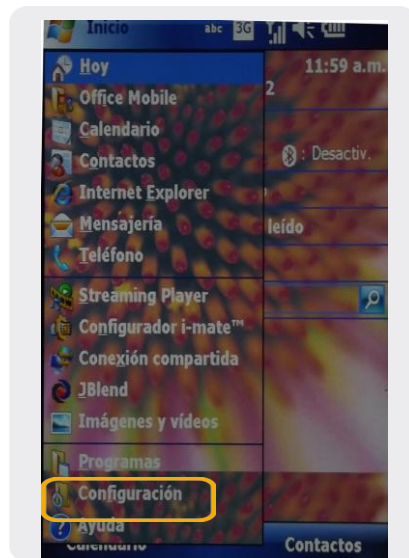 Inicio abc 3G
Hoy 11:59 a.m.
2
Office Mobile
Calendario
Contactos : Desactiv.
Internet Explorer
Mensajería leído
Teléfono
Streaming Player
Configurador i-mate™
Conexión compartida
JBlend
Imágenes y vídeos
Programas
Configuración
Ayuda
Calendario Contactos